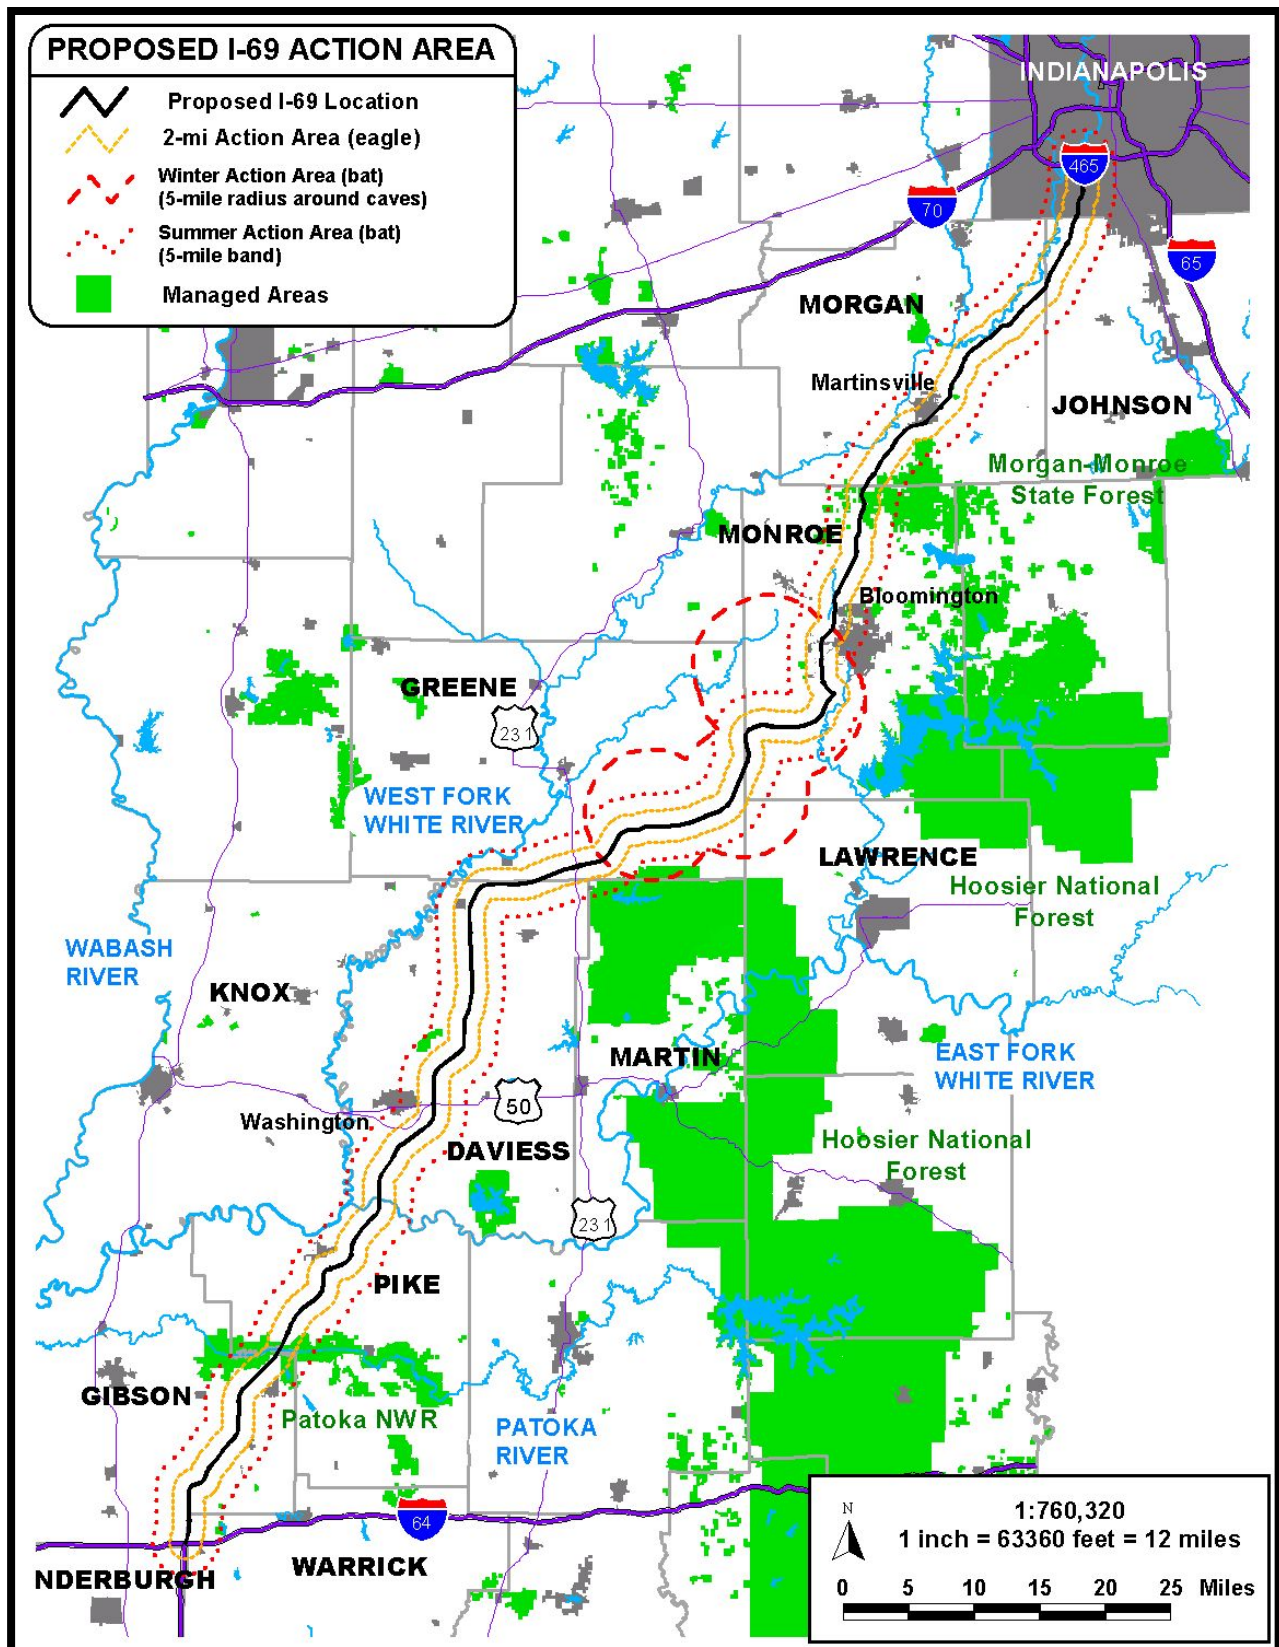 PROPOSED I-69 ACTION AREA
Proposed I-69 Location
2-mi Action Area (eagle)
Winter Action Area (bat)
(5-mile radius around caves)
Summer Action Area (bat)
(5-mile band)
Managed Areas
INDIANAPOLIS
465
70
65
MORGAN
Martinsville
JOHNSON
Morgan-Monroe
State Forest
MONROE
Bloomington
GREENE
231
WEST FORK
WHITE RIVER
LAWRENCE
Hoosier National
Forest
WABASH
RIVER
KNOX
MARTIN
EAST FORK
WHITE RIVER
50
Washington
DAVIESS
Hoosier National
Forest
231
PIKE
GIBSON
Patoka NWR
PATOKA
RIVER
64
WARRICK
NDERBURGH
N
1:760,320
1 inch = 63360 feet = 12 miles
0 5 10 15 20 25 Miles